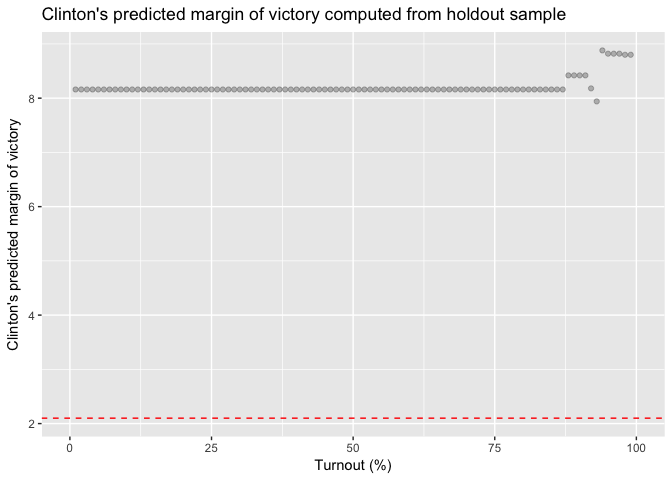 Clinton's predicted margin of victory computed from holdout sample
Clinton's predicted margin of victory
8
6
4
2
0 25 50 75 100
Turnout (%)